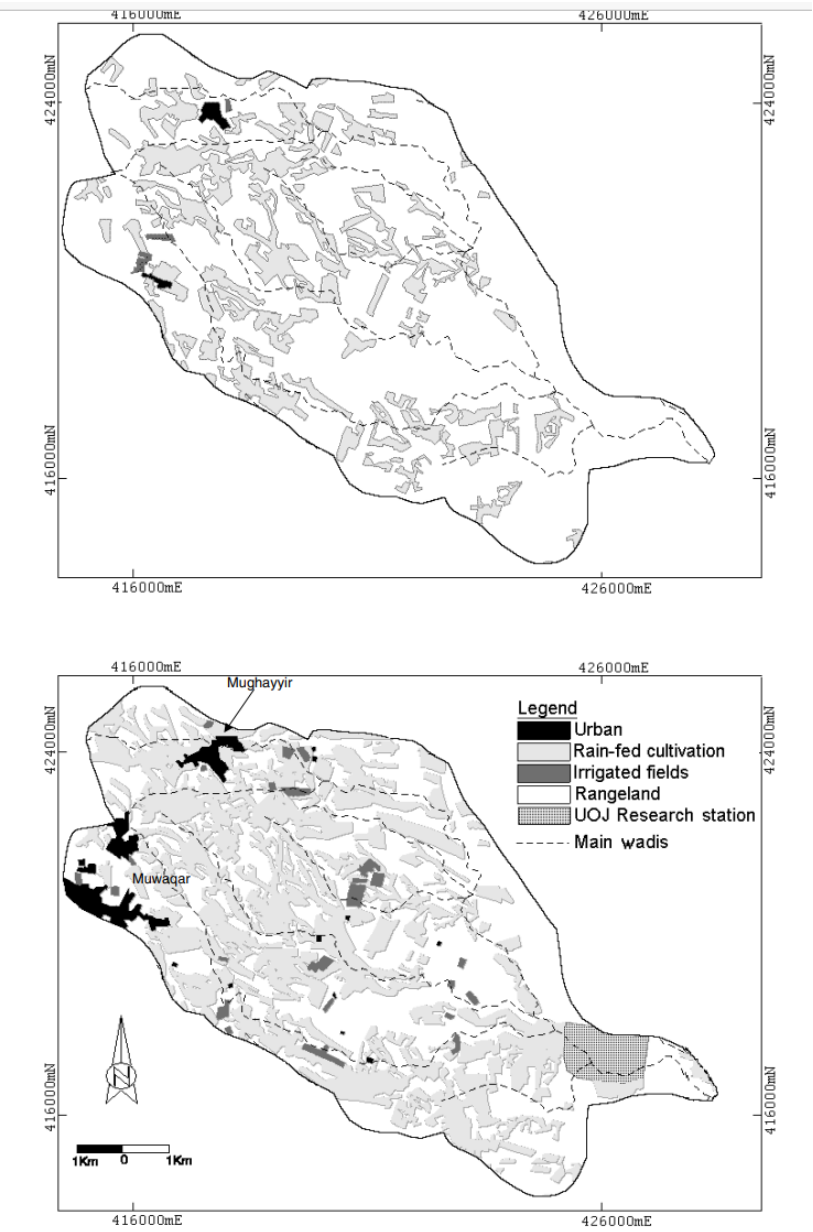 416000mE 426000mE
424000mN 424000mN
416000mN 416000mN
416000mE 426000mE
416000mE 426000mE
Mughayyir
Legend
Urban
Rain-fed cultivation
Irrigated fields
Rangeland
UOJ Research station
Main wadis
424000mN 424000mN
Muwaqar
N
416000mN 416000mN
1Km 0 1Km
416000mE 426000mE